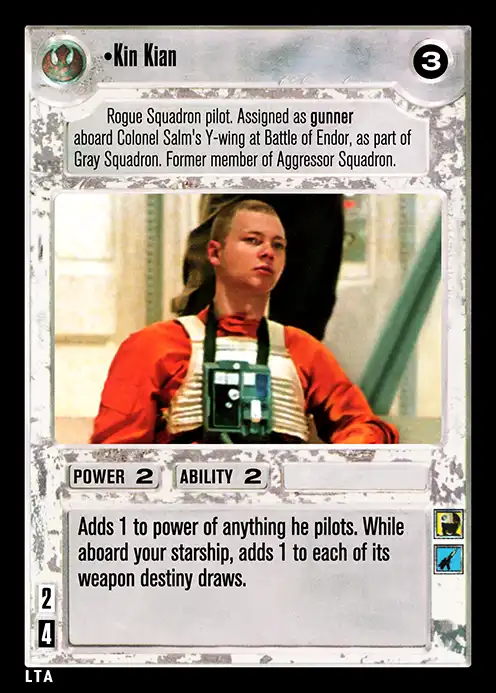 •Kin Kian
3
Rogue Squadron pilot. Assigned as gunner
aboard Colonel Salm's Y-wing at Battle of Endor, as part of
Gray Squadron. Former member of Aggressor Squadron.
POWER 2 ABILITY 2
Adds 1 to power of anything he pilots. While
aboard your starship, adds 1 to each of its
weapon destiny draws.
2
4
LTA